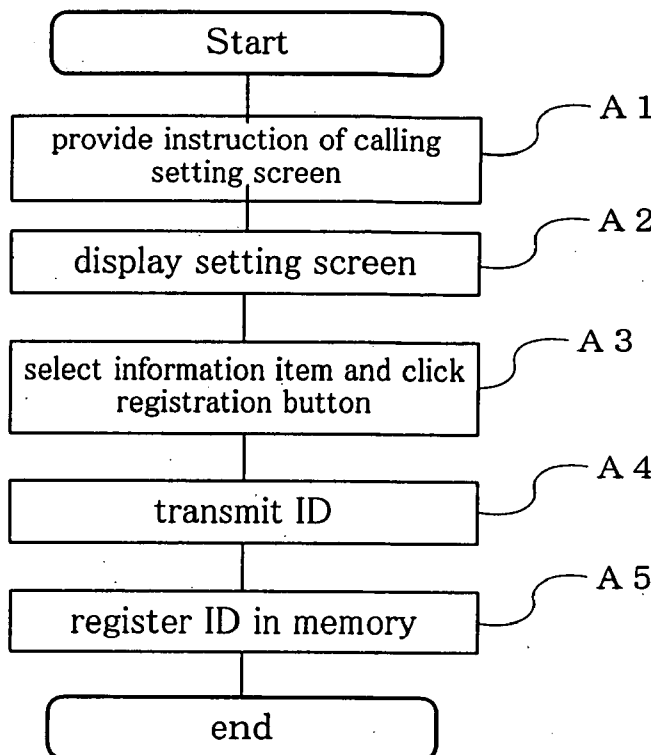 Start
A 1
provide instruction of calling
setting screen
A 2
display setting screen
A 3
select information item and click
registration button
A 4
transmit ID
A 5
register ID in memory
end